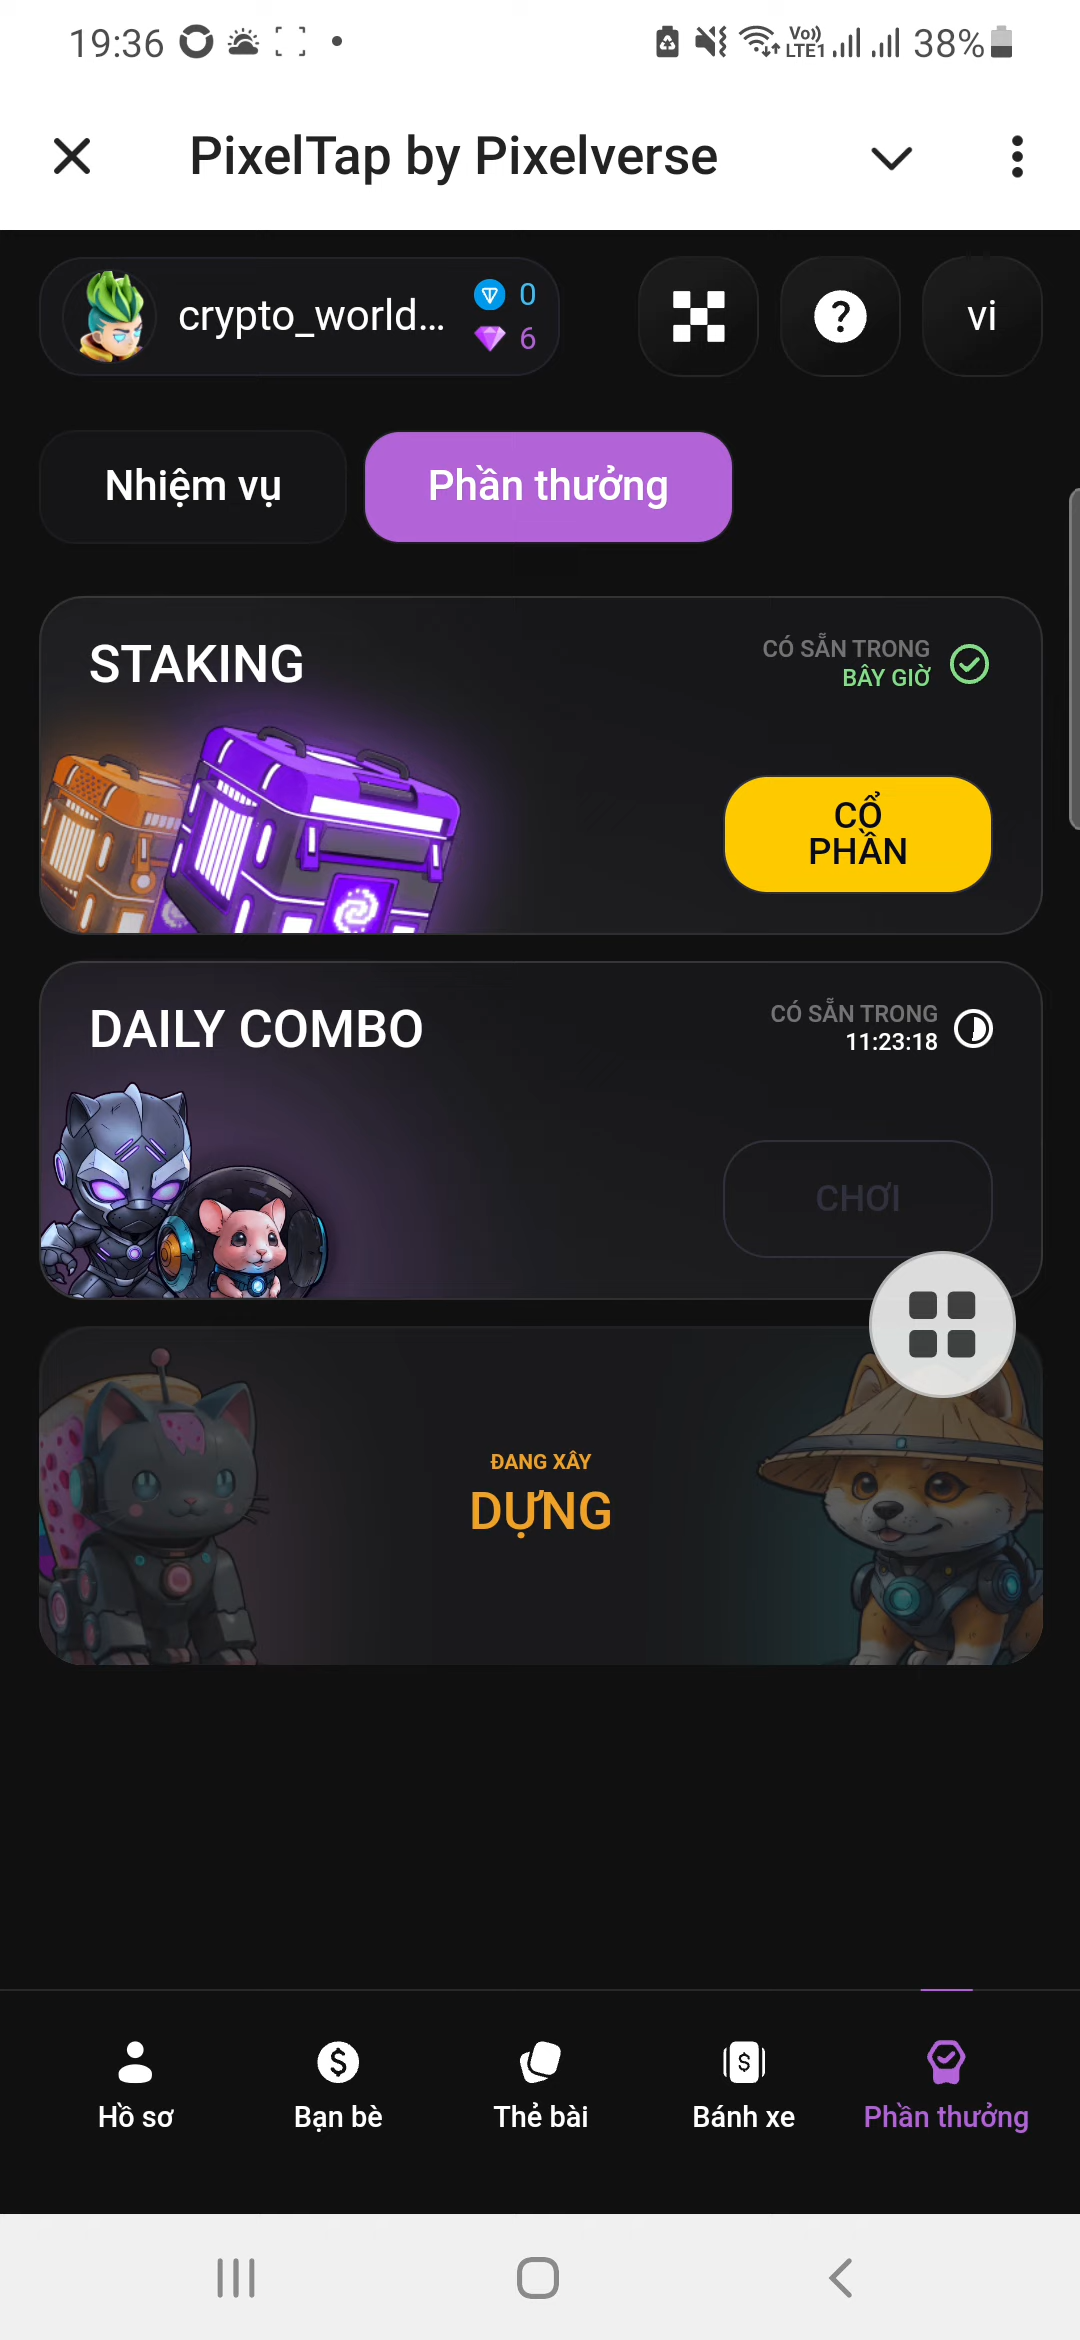 19:36
Vo)) LTE1
38%
PixelTap by Pixelverse
crypto_world...
0
6
?
vi
Nhiệm vụ
Phần thưởng
STAKING
CÓ SẴN TRONG
BÂY GIỜ
CỔ
PHẦN
DAILY COMBO
CÓ SẴN TRONG
11:23:18
CHƠI
ĐANG XÂY
DỰNG
Hồ sơ
Bạn bè
Thẻ bài
Bánh xe
Phần thưởng